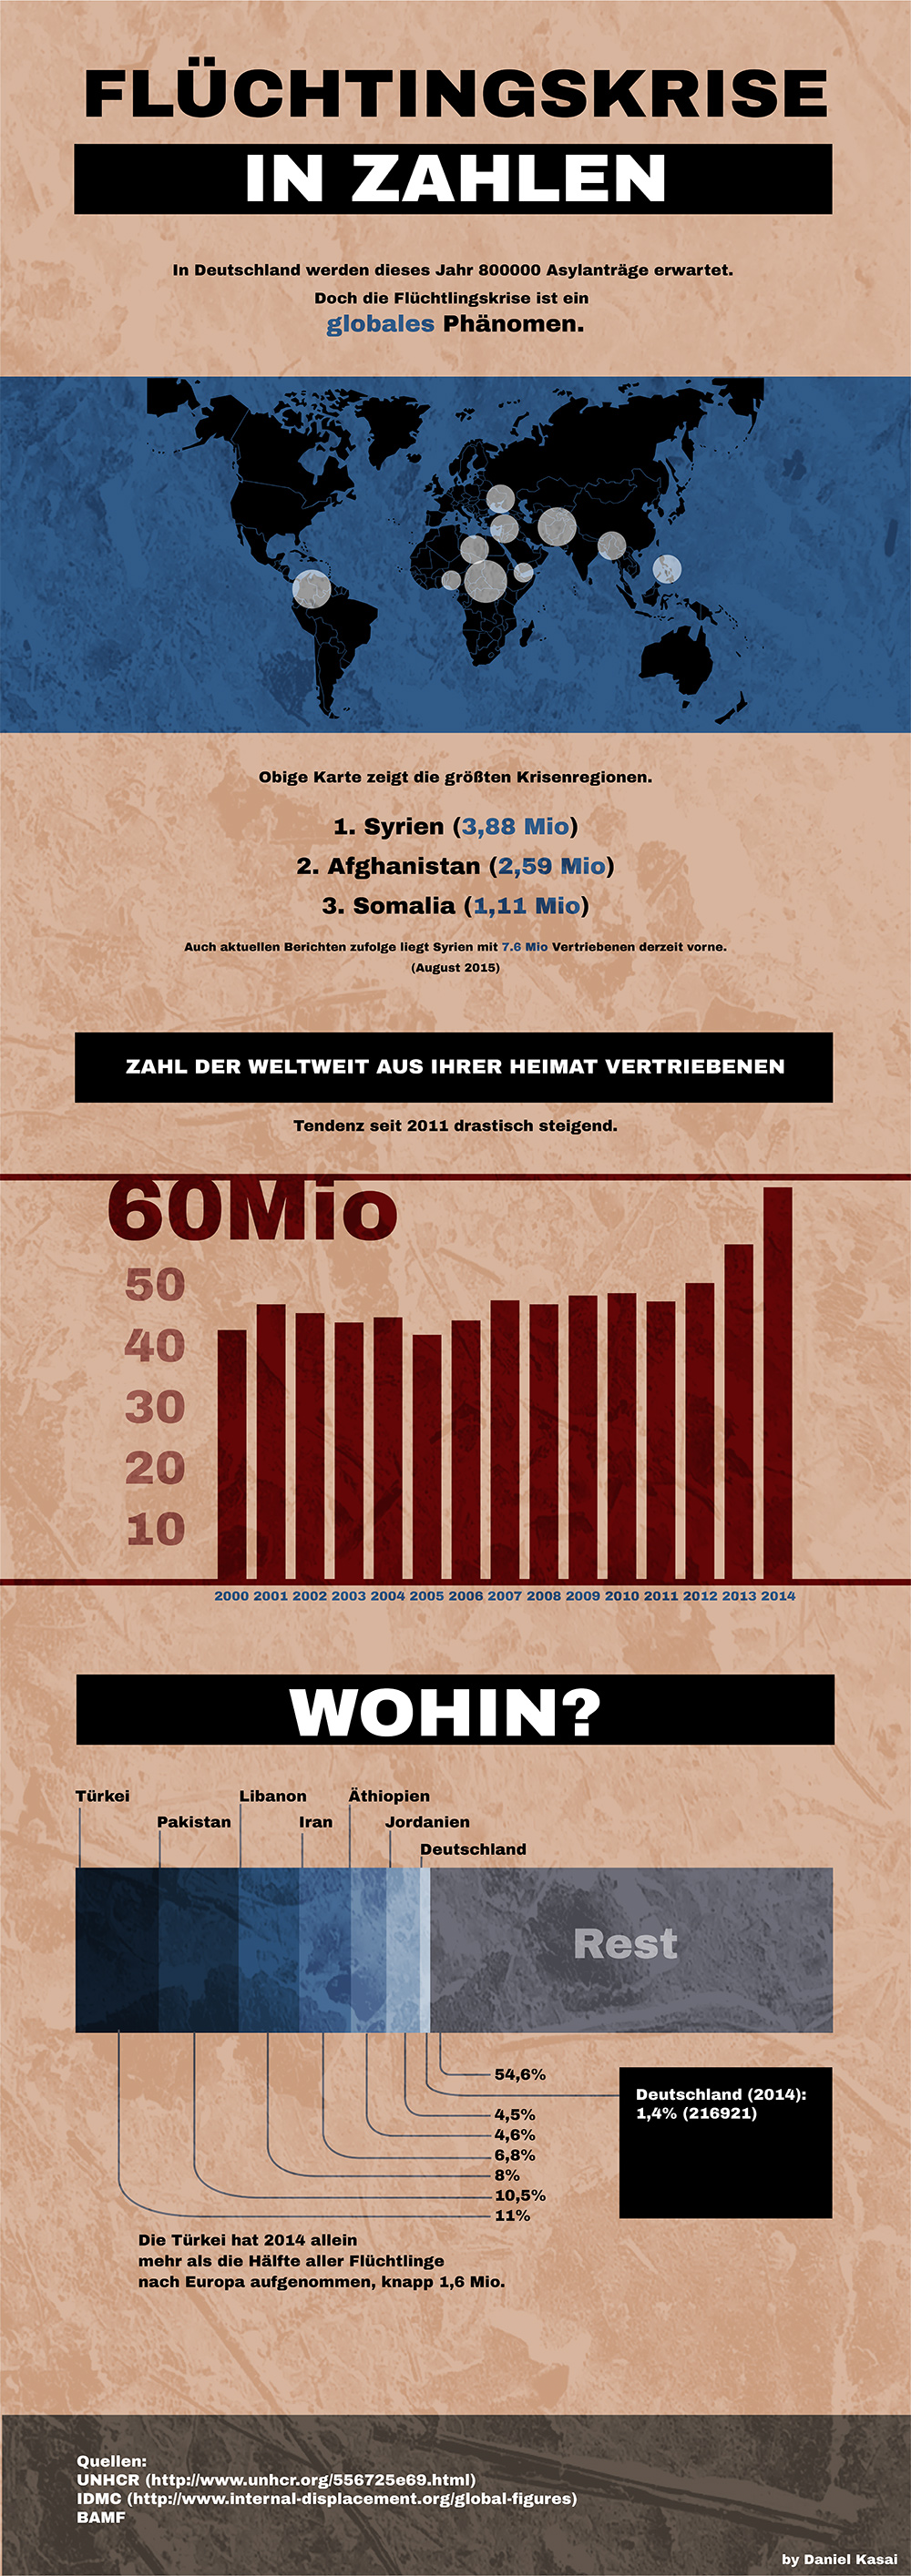 FLÜCHTINGSKRISE
IN ZAHLEN
In Deutschland werden dieses Jahr 800000 Asylanträge erwartet.
Doch die Flüchtlingskrise ist ein
globales Phänomen.
Obige Karte zeigt die größten Krisenregionen.
1. Syrien (3,88 Mio)
2. Afghanistan (2,59 Mio)
3. Somalia (1,11 Mio)
Auch aktuellen Berichten zufolge liegt Syrien mit 7.6 Mio Vertriebenen derzeit vorne.
(August 2015)
ZAHL DER WELTWEIT AUS IHRER HEIMAT VERTRIEBENEN
Tendenz seit 2011 drastisch steigend.
60Mio
50
40
30
20
10
2000 2001 2002 2003 2004 2005 2006 2007 2008 2009 2010 2011 2012 2013 2014
WOHIN?
Türkei Libanon Äthiopien
Pakistan Iran Jordanien
Deutschland
Rest
54,6%
Deutschland (2014):
1,4% (216921)
4,5%
4,6%
6,8%
8%
10,5%
11%
Die Türkei hat 2014 allein
mehr als die Hälfte aller Flüchtlinge
nach Europa aufgenommen, knapp 1,6 Mio.
Quellen:
UNHCR (http://www.unhcr.org/556725e69.html)
IDMC (http://www.internal-displacement.org/global-figures)
BAMF
by Daniel Kasai